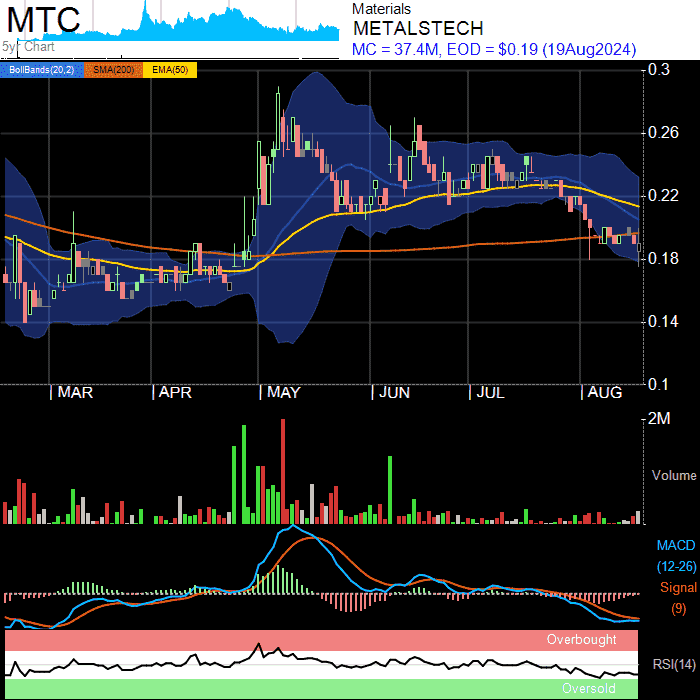 MTC
5yr Chart
Materials
METALSTECH
MC = 37.4M, EOD = $0.19 (19Aug2024)
BollBands(20,2) SMA(200) EMA(50)
0.3
0.26
0.22
0.18
0.14
0.1
MAR APR MAY JUN JUL AUG
2M
Volume
MACD
(12-26)
Signal
(9)
Overbought
RSI(14)
Oversold